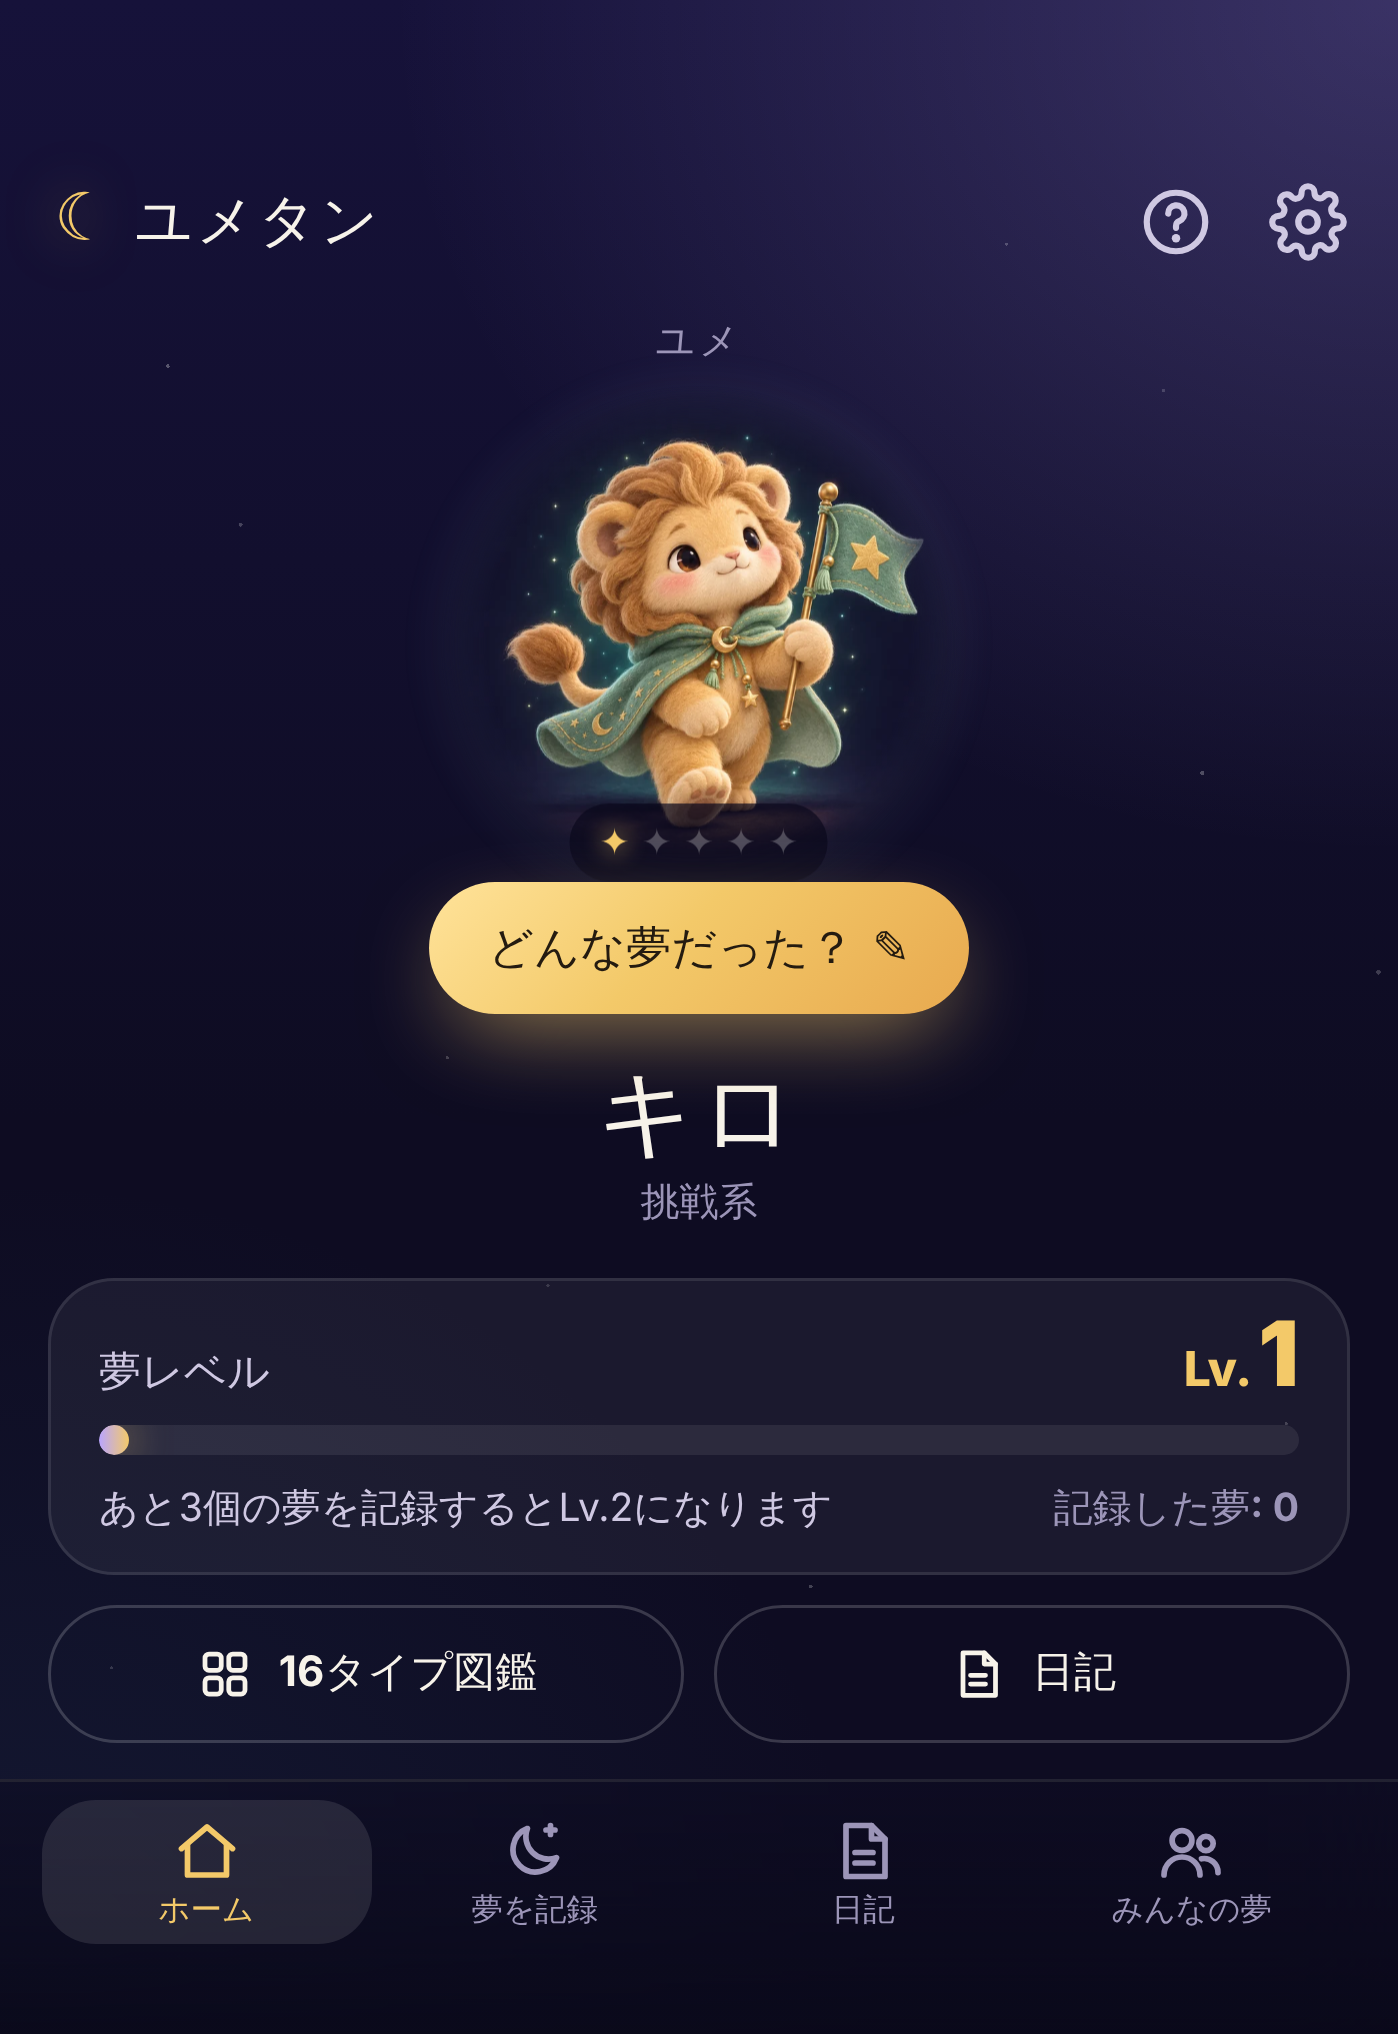 ユメタン
ユメ
どんな夢だった？
キロ
挑戦系
夢レベル
Lv.1
あと3個の夢を記録するとLv.2になります
記録した夢: 0
16タイプ図鑑
日記
ホーム
夢を記録
日記
みんなの夢